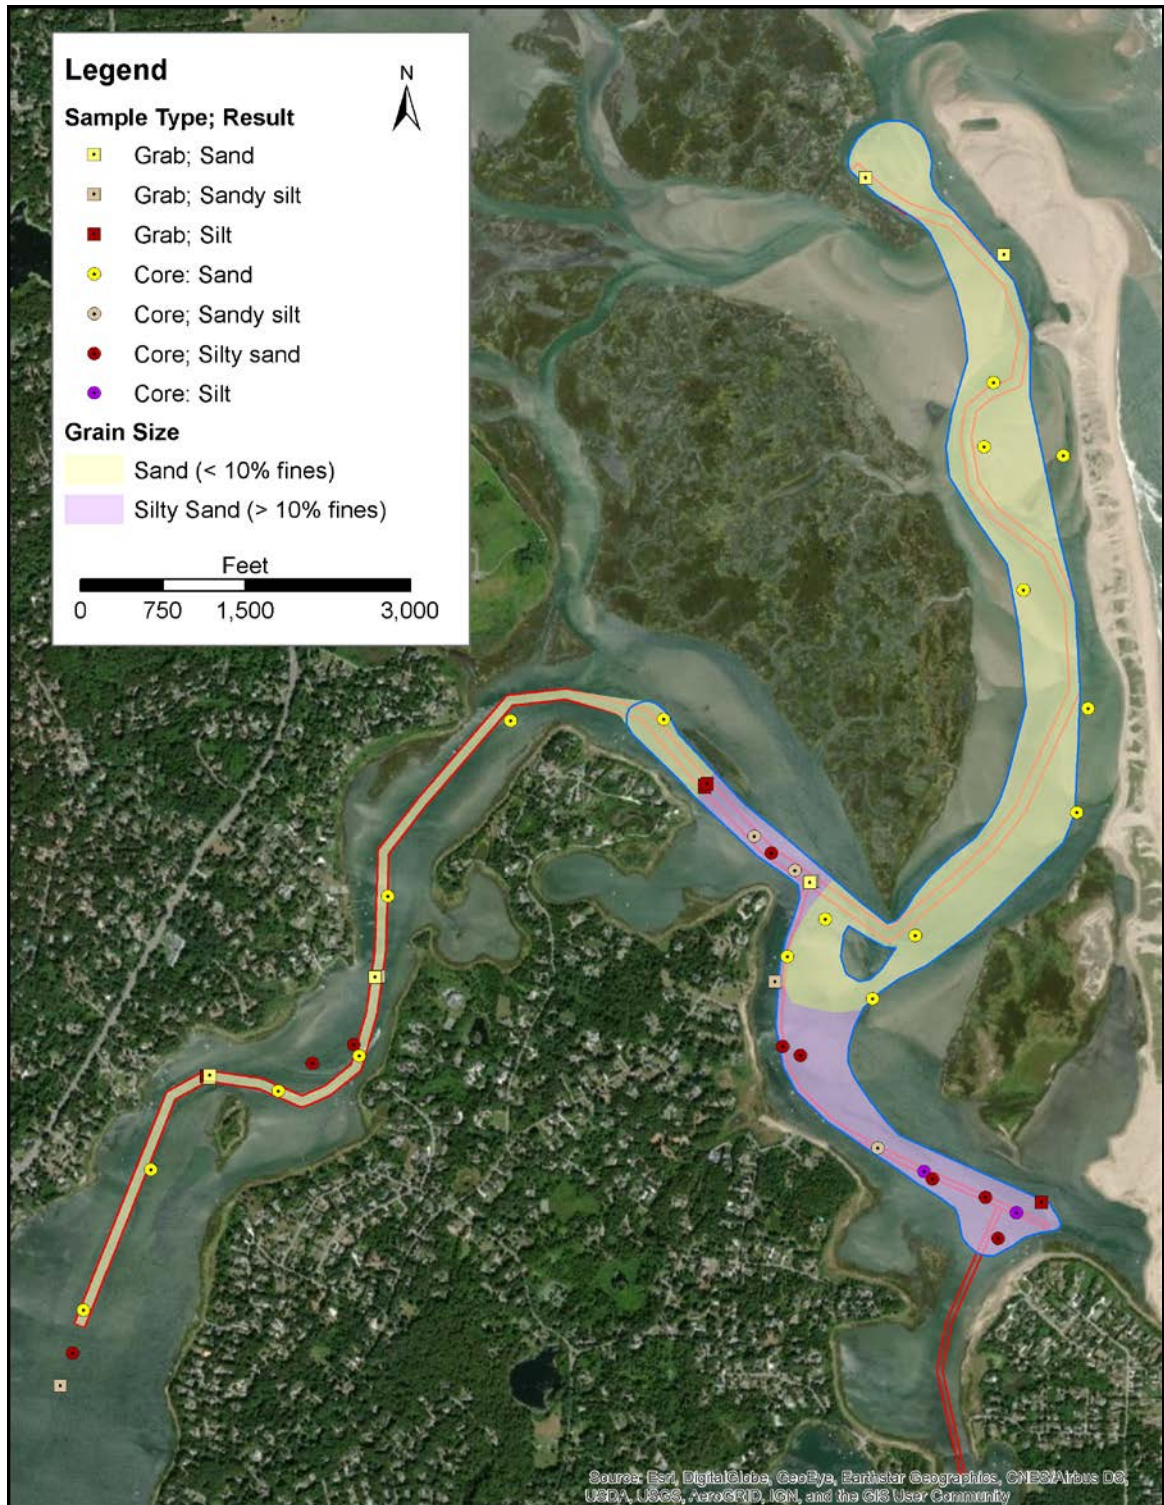 Legend
N
Sample Type; Result
Grab; Sand
Grab; Sandy silt
Grab; Silt
Core: Sand
Core; Sandy silt
Core; Silty sand
Core: Silt
Grain Size
Sand (< 10% fines)
Silty Sand (> 10% fines)
Feet
0 750 1,500 3,000
Source: Esri, DigitalGlobe, GeoEye, Earthstar Geographics, CNES/Airbus DS,
USDA, USGS, AeroGRID, IGN, and the GIS User Community